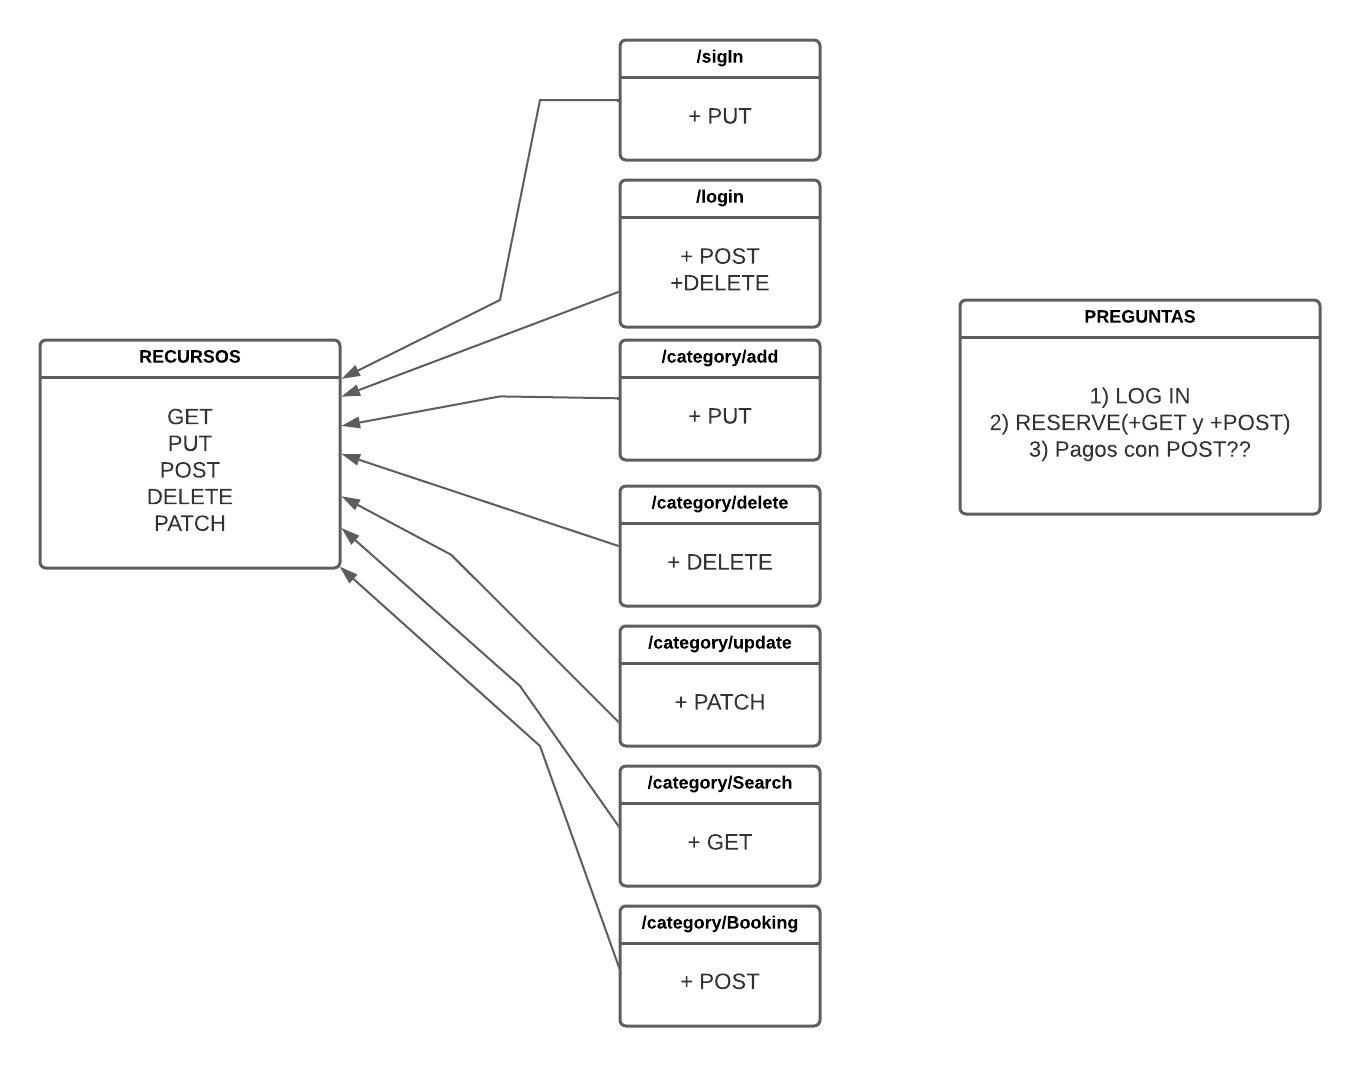 /sigIn
+ PUT
/login
+ POST
+DELETE
RECURSOS
GET
PUT
POST
DELETE
PATCH
/category/add
+ PUT
/category/delete
+ DELETE
/category/update
+ PATCH
/category/Search
+ GET
/category/Booking
+ POST
PREGUNTAS
1) LOG IN
2) RESERVE(+GET y +POST)
3) Pagos con POST??